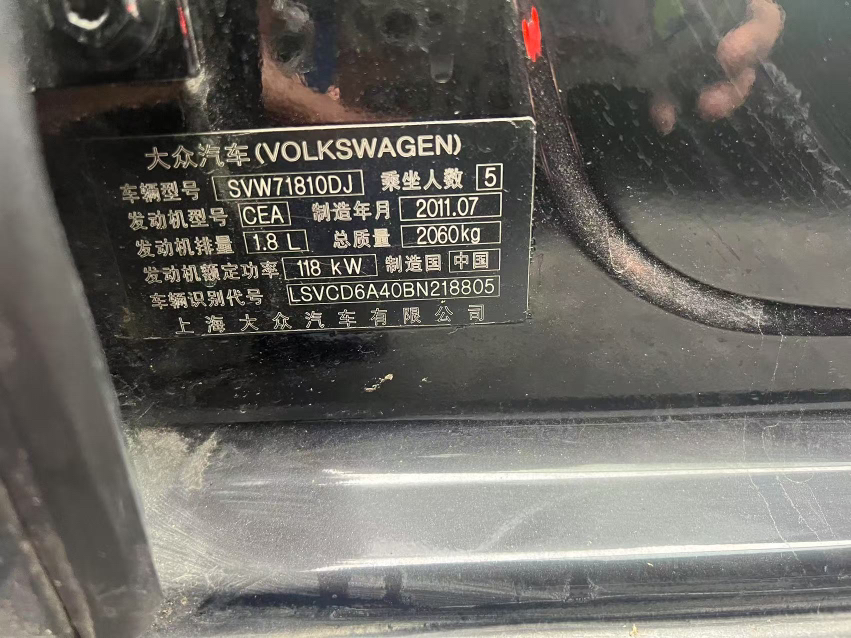 大众汽车(VOLKSWAGEN)
车辆型号 SVW71810DJ 乘坐人数 5
发动机型号 CEA 制造年月 2011.07
发动机排量 1.8 L 总质量 2060kg
发动机额定功率 118 kW 制造国 中国
车辆识别代号 LSVCD6A40BN218805
上海大众汽车有限公司